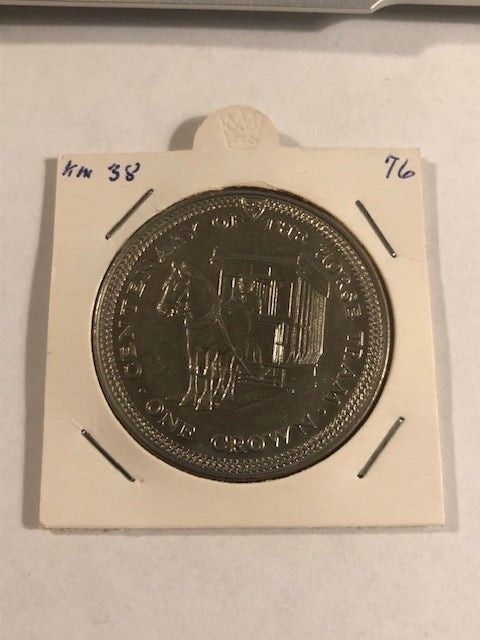 Km 38
76
CENTENARY OF THE HORSE TRAM
· ONE CROWN ·